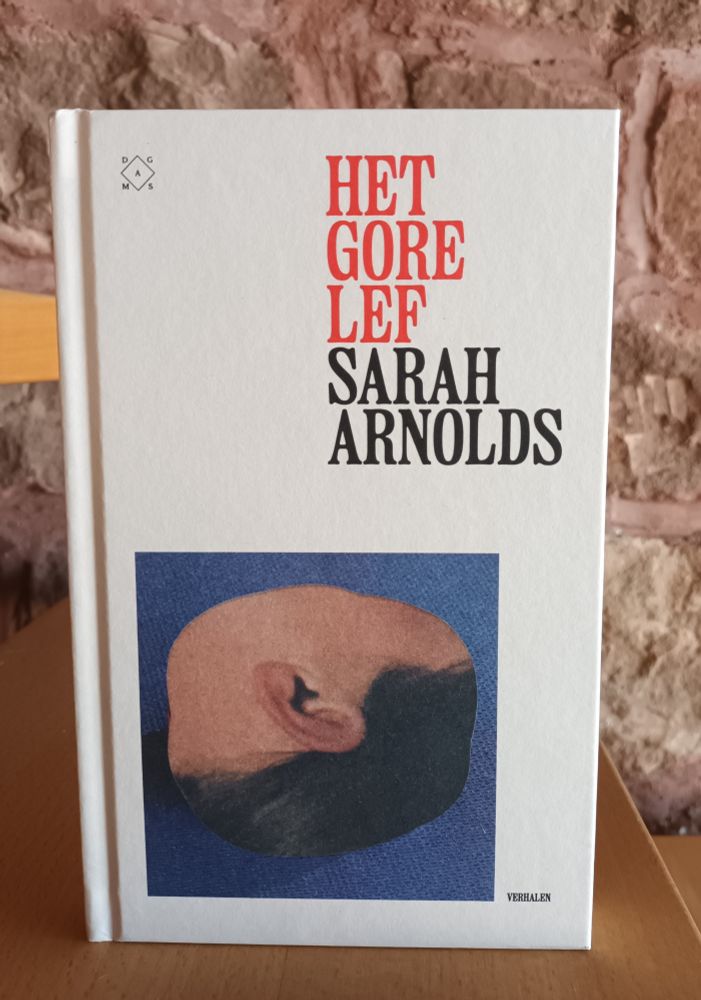 D G
A
M S
HET
GORE
LEF
SARAH
ARNOLDS
VERHALEN